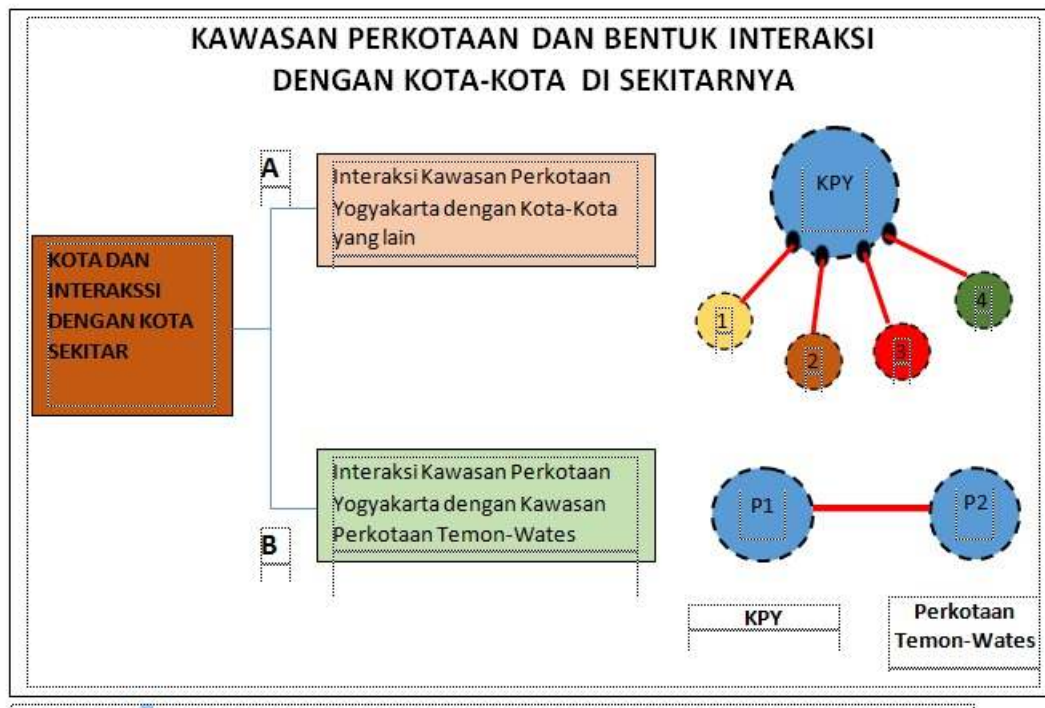 KAWASAN PERKOTAAN DAN BENTUK INTERAKSI
DENGAN KOTA-KOTA DI SEKITARNYA
A
Interaksi Kawasan Perkotaan
Yogyakarta dengan Kota-Kota
yang lain
KPY
KOTA DAN
INTERAKSSI
DENGAN KOTA
SEKITAR
1
2
3
4
Interaksi Kawasan Perkotaan
Yogyakarta dengan Kawasan
Perkotaan Temon-Wates
B
P1
P2
KPY
Perkotaan
Temon-Wates